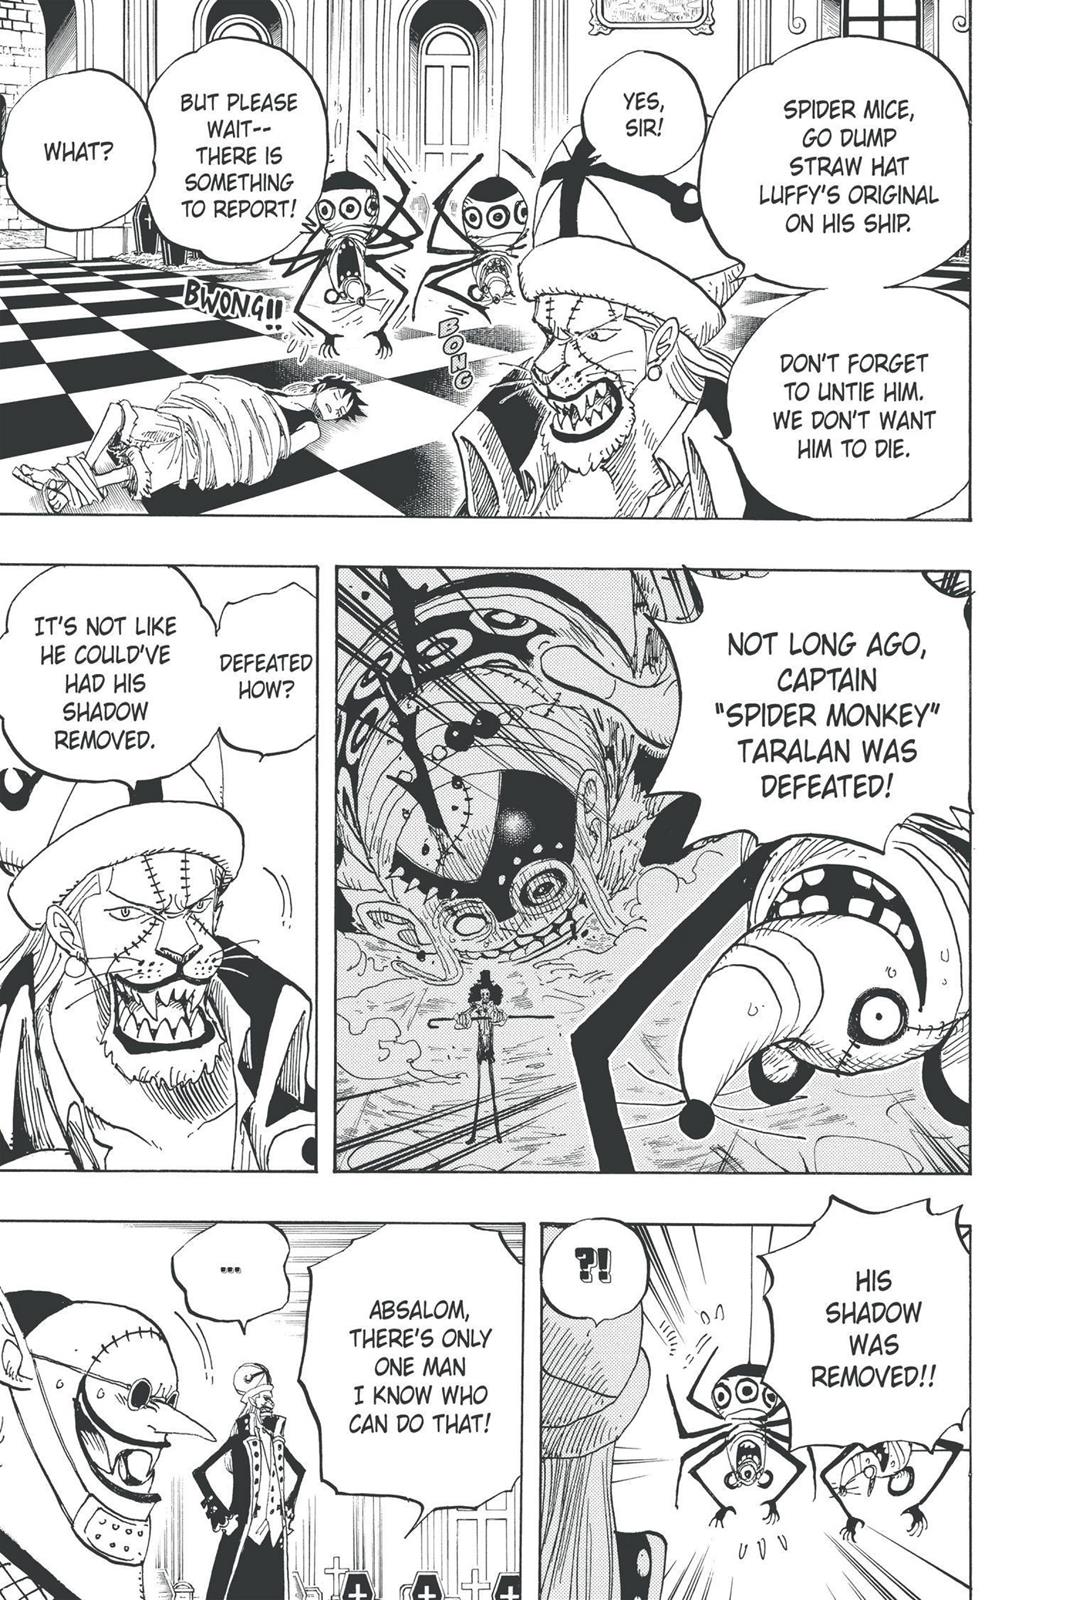 SPIDER MICE,
GO DUMP
STRAW HAT
LUFFY'S ORIGINAL
ON HIS SHIP.
DON'T FORGET
TO UNTIE HIM.
WE DON'T WANT
HIM TO DIE.
YES,
SIR!
BUT PLEASE
WAIT--
THERE IS
SOMETHING
TO REPORT!
WHAT?
BONG
BWONG!!
NOT LONG AGO,
CAPTAIN
"SPIDER MONKEY"
TARALAN WAS
DEFEATED!
DEFEATED
HOW?
IT'S NOT LIKE
HE COULD'VE
HAD HIS
SHADOW
REMOVED.
HIS
SHADOW
WAS
REMOVED!!
?!
ABSALOM,
THERE'S ONLY
ONE MAN
I KNOW WHO
CAN DO THAT!
...